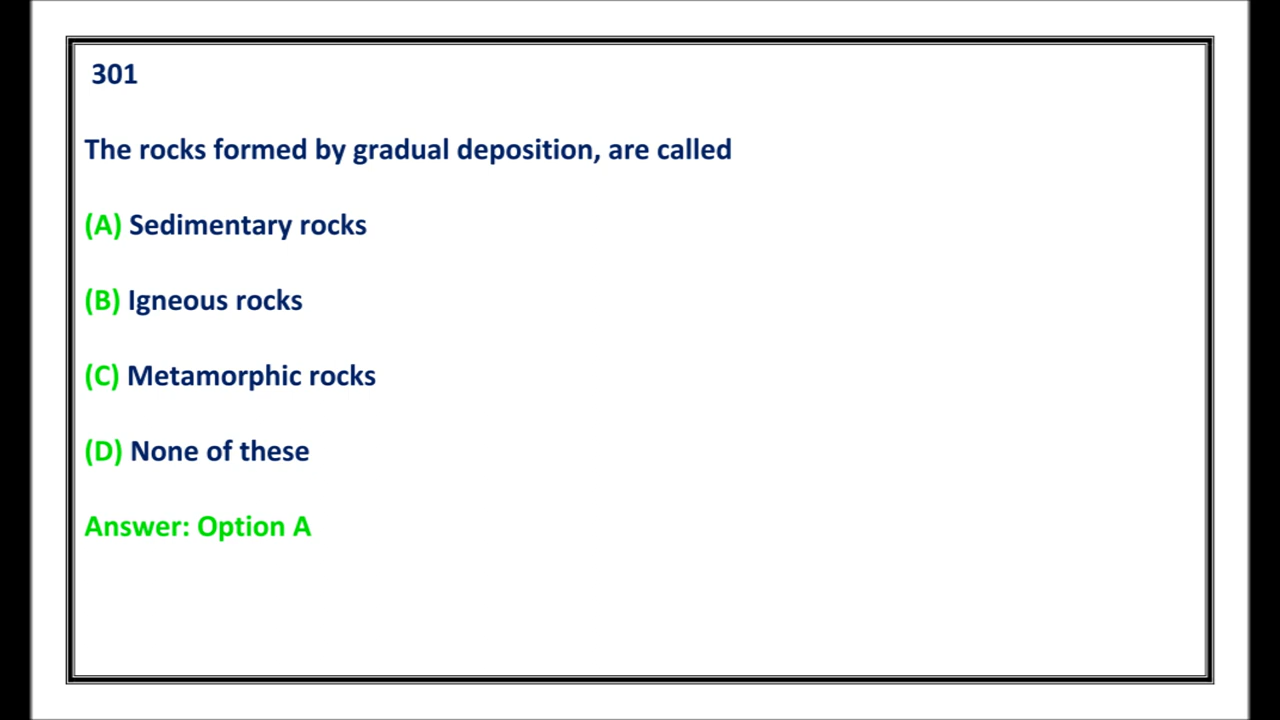 301
The rocks formed by gradual deposition, are called
(A) Sedimentary rocks
(B) Igneous rocks
(C) Metamorphic rocks
(D) None of these
Answer: Option A